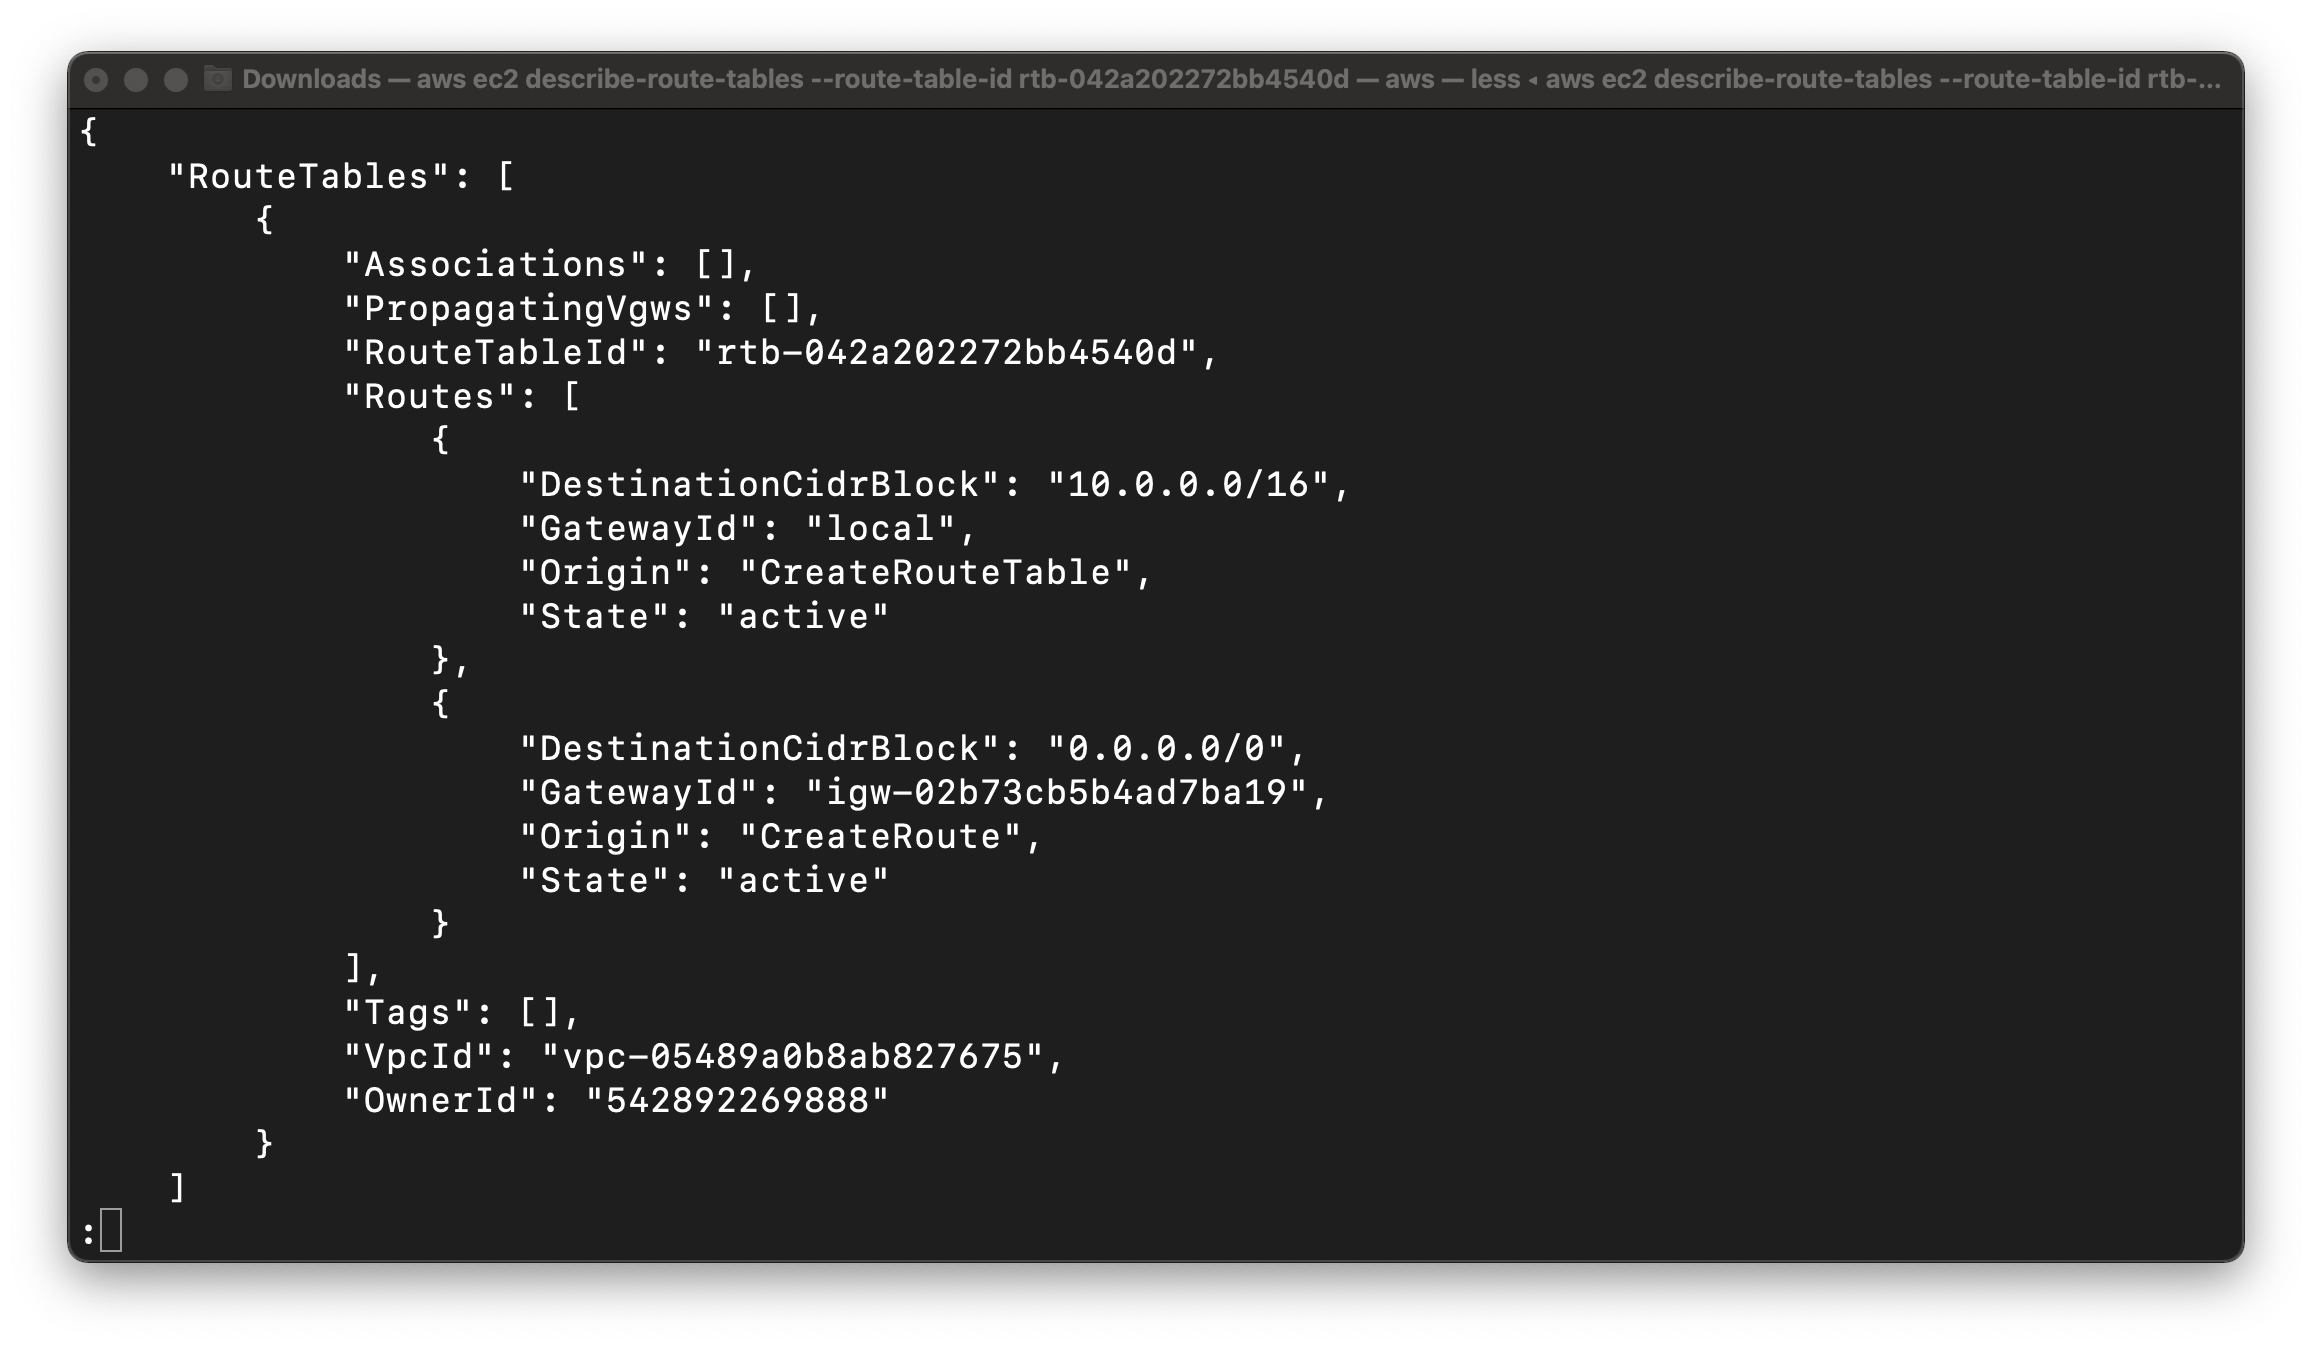 Downloads — aws ec2 describe-route-tables --route-table-id rtb-042a202272bb4540d — aws — less ◂ aws ec2 describe-route-tables --route-table-id rtb-...
{
    "RouteTables": [
        {
            "Associations": [],
            "PropagatingVgws": [],
            "RouteTableId": "rtb-042a202272bb4540d",
            "Routes": [
                {
                    "DestinationCidrBlock": "10.0.0.0/16",
                    "GatewayId": "local",
                    "Origin": "CreateRouteTable",
                    "State": "active"
                },
                {
                    "DestinationCidrBlock": "0.0.0.0/0",
                    "GatewayId": "igw-02b73cb5b4ad7ba19",
                    "Origin": "CreateRoute",
                    "State": "active"
                }
            ],
            "Tags": [],
            "VpcId": "vpc-05489a0b8ab827675",
            "OwnerId": "542892269888"
        }
    ]
: